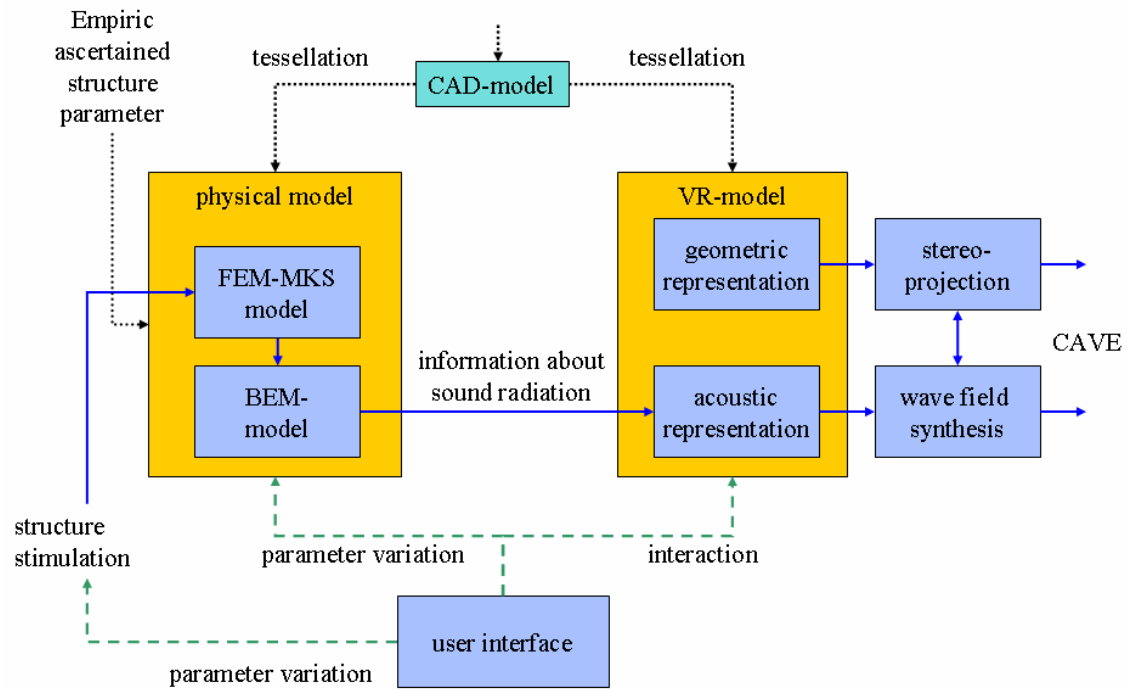 Empiric
ascertained
structure
parameter
tessellation
tessellation
CAD-model
physical model
VR-model
FEM-MKS
model
geometric
representation
stereo-
projection
CAVE
information about
sound radiation
BEM-
model
acoustic
representation
wave field
synthesis
structure
stimulation
parameter variation
interaction
user interface
parameter variation